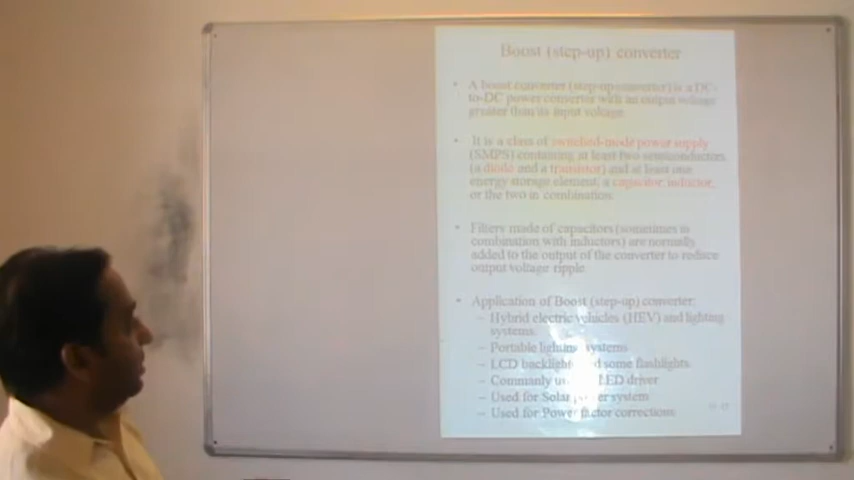 Boost (step-up) converter
• A boost converter (step-up converter) is a DC-
to-DC power converter with an output voltage
greater than its input voltage.
• It is a class of switched-mode power supply
(SMPS) containing at least two semiconductors
(a diode and a transistor) and at least one
energy storage element, a capacitor, inductor,
or the two in combination.
• Filters made of capacitors (sometimes in
combination with inductors) are normally
added to the output of the converter to reduce
output voltage ripple
• Application of Boost (step-up) converter:
– Hybrid electric vehicles (HEV) and lighting
systems.
– Portable lighting systems
– LCD backlight and some flashlights
– Commonly LED driver
– Used for Solar power system
– Used for Power factor corrections